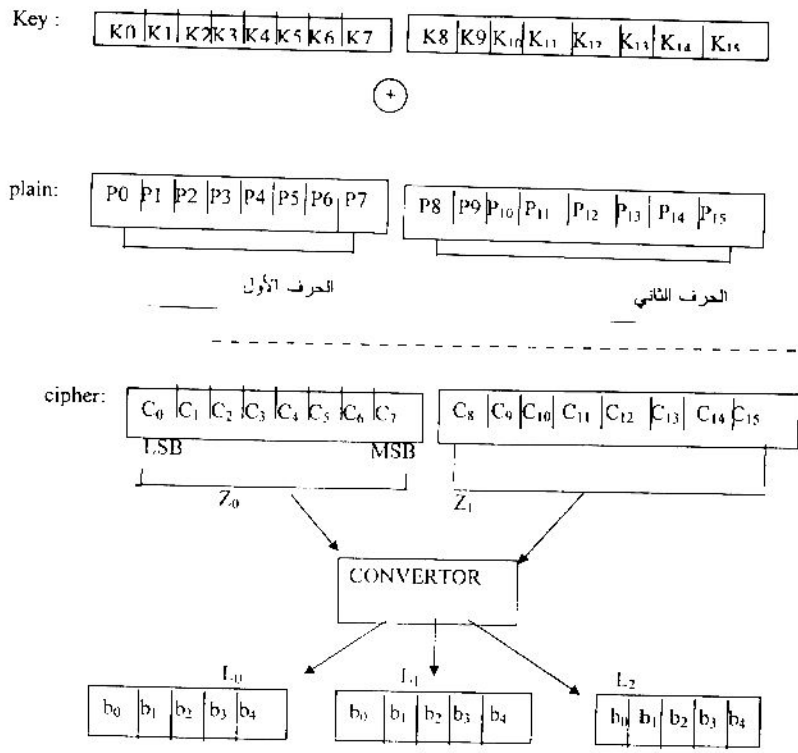 Key : K0 K1 K2 K3 K4 K5 K6 K7 K8 K9 K10 K11 K12 K13 K14 K15
+
plain: P0 P1 P2 P3 P4 P5 P6 P7 P8 P9 P10 P11 P12 P13 P14 P15
الحرف الأول الحرف الثاني
cipher: C0 C1 C2 C3 C4 C5 C6 C7 C8 C9 C10 C11 C12 C13 C14 C15
LSB MSB
Z0 Z1
CONVERTOR
L0 L1 L2
b0 b1 b2 b3 b4 b0 b1 b2 b3 b4 b0 b1 b2 b3 b4